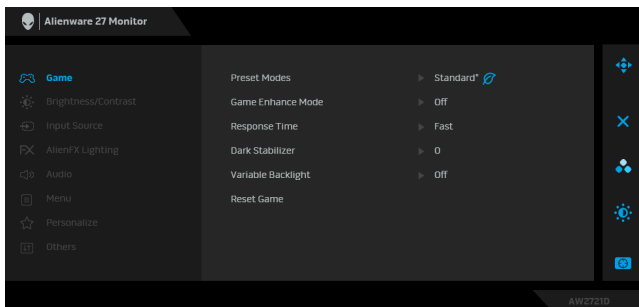 Alienware 27 Monitor
Game
Preset Modes Standard*
Brightness/Contrast
Game Enhance Mode Off
Input Source
Response Time Fast
FX AlienFX Lighting
Dark Stabilizer 0
Audio
Variable Backlight Off
Menu
Reset Game
Personalize
Others
AW2721D